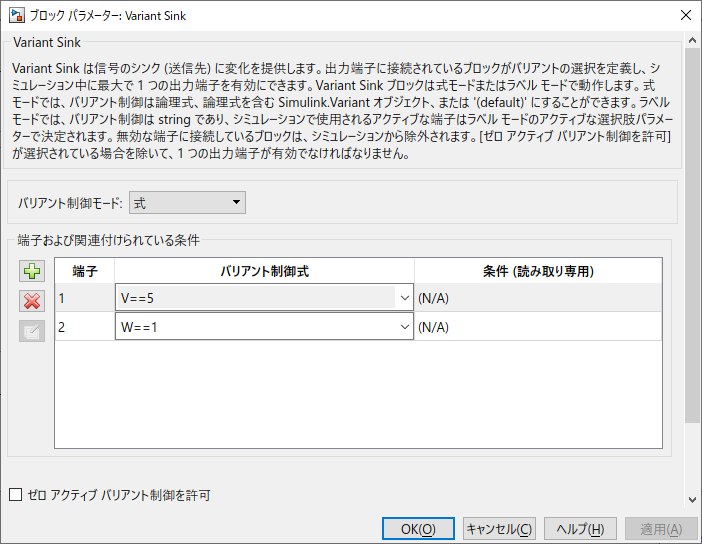 ブロック パラメーター: Variant Sink
Variant Sink
Variant Sink は信号のシンク (送信先) に変化を提供します。出力端子に接続されているブロックがバリアントの選択を定義し、シ
ミュレーション中に最大で 1 つの出力端子を有効にできます。Variant Sink ブロックは式モードまたはラベル モードで動作します。式
モードでは、バリアント制御は論理式、論理式を含む Simulink.Variant オブジェクト、または '(default)' にすることができます。ラベル
モードでは、バリアント制御は string であり、シミュレーションで使用されるアクティブな端子はラベル モードのアクティブな選択肢パラメー
ターで決定されます。無効な端子に接続しているブロックは、シミュレーションから除外されます。[ゼロ アクティブ バリアント制御を許可]
が選択されている場合を除いて、1 つの出力端子が有効でなければなりません。
バリアント制御モード: 式
端子および関連付けられている条件
端子 バリアント制御式 条件 (読み取り専用)
1 V==5 (N/A)
2 W==1 (N/A)
ゼロ アクティブ バリアント制御を許可
OK(O) キャンセル(C) ヘルプ(H) 適用(A)